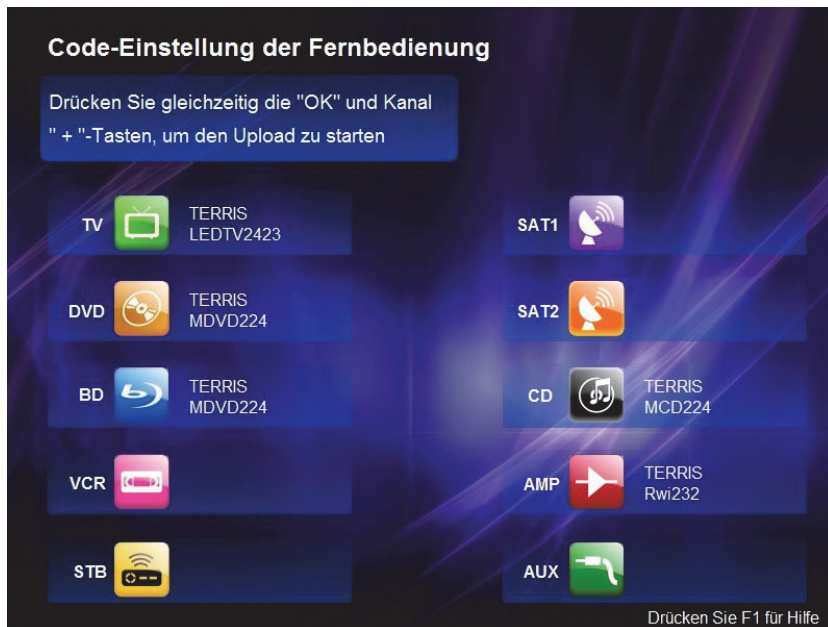 Code-Einstellung der Fernbedienung
Drücken Sie gleichzeitig die "OK" und Kanal
" + "-Tasten, um den Upload zu starten
TV
TERRIS
LEDTV2423
DVD
TERRIS
MDVD224
BD
TERRIS
MDVD224
VCR
STB
SAT1
SAT2
CD
TERRIS
MCD224
AMP
TERRIS
Rwi232
AUX
Drücken Sie F1 für Hilfe